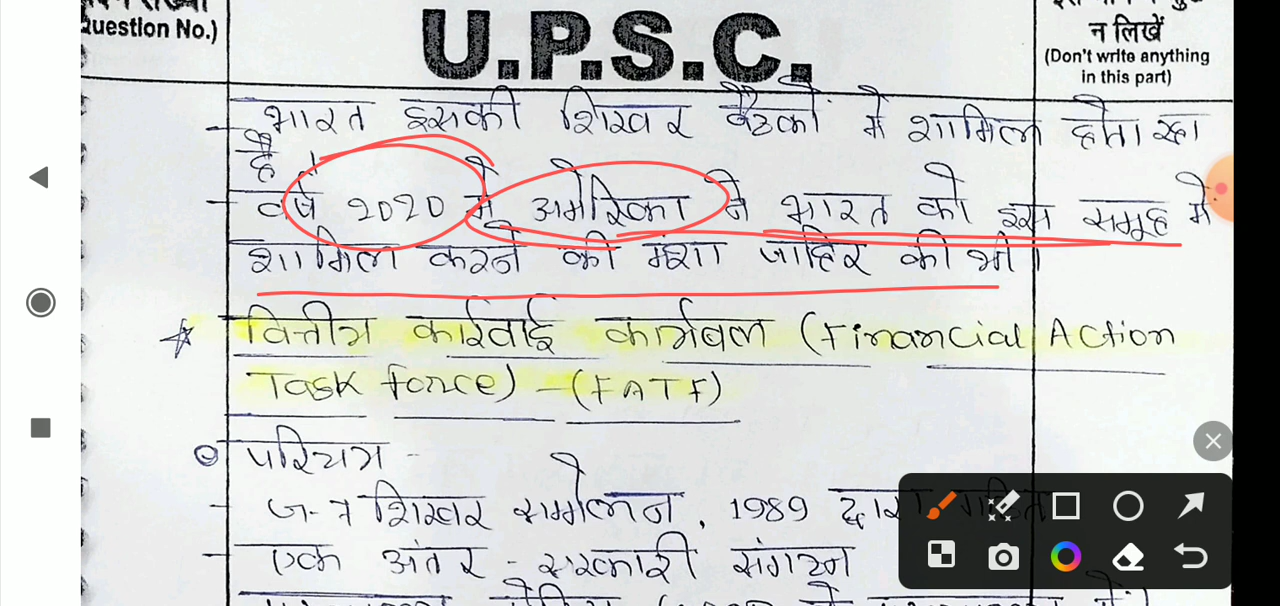 Question No.)
U.P.S.C.
न लिखें
(Don't write anything
in this part)
- भारत इसकी शिखर बैठकों में शामिल होता रहा
है।
- वर्ष 2020 में अमेरिका ने भारत को इस समूह में
शामिल करने की मंशा जाहिर की थी।
वित्तीय कार्रवाई कार्यबल (Financial Action
Task force) - (FATF)
परिचय -
- ज-7 शिखर सम्मेलन, 1989 द्वारा
- एक अंतर - सरकारी संगठन